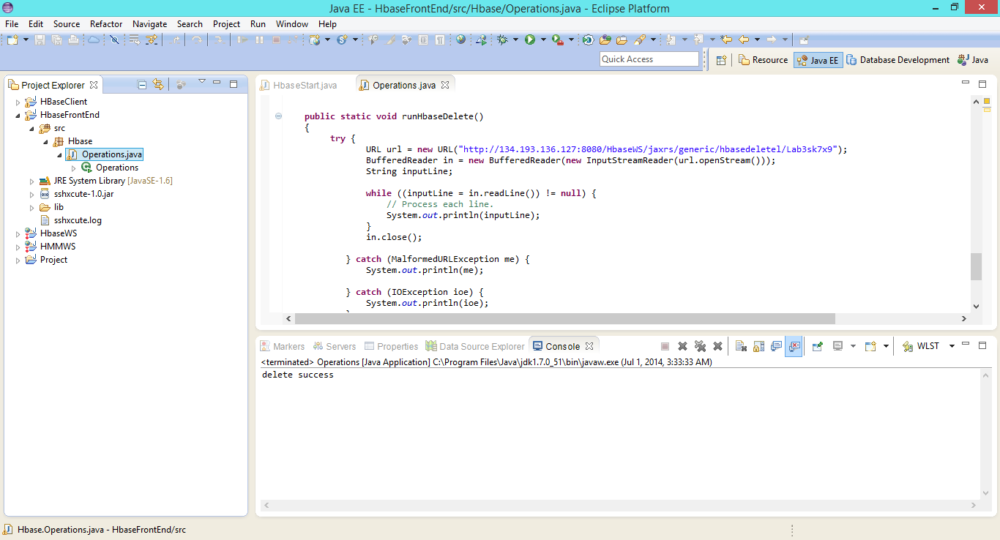 Java EE - HbaseFrontEnd/src/Hbase/Operations.java - Eclipse Platform
File Edit Source Refactor Navigate Search Project Run Window Help
Quick Access
Resource Java EE Database Development Java
Project Explorer
HBaseClient
HbaseFrontEnd
src
Hbase
Operations.java
Operations
JRE System Library [JavaSE-1.6]
sshxcute-1.0.jar
lib
sshxcute.log
HbaseWS
HMMWS
Project
HbaseStart.java Operations.java
public static void runHbaseDelete()
{
try {
URL url = new URL("http://134.193.136.127:8080/HbaseWS/jaxrs/generic/hbasedeletel/Lab3sk7x9");
BufferedReader in = new BufferedReader(new InputStreamReader(url.openStream()));
String inputLine;
while ((inputLine = in.readLine()) != null) {
// Process each line.
System.out.println(inputLine);
}
in.close();
} catch (MalformedURLException me) {
System.out.println(me);
} catch (IOException ioe) {
System.out.println(ioe);
Markers Servers Properties Data Source Explorer Console
WLST
<terminated> Operations [Java Application] C:\Program Files\Java\jdk1.7.0_51\bin\javaw.exe (Jul 1, 2014, 3:33:33 AM)
delete success
Hbase.Operations.java - HbaseFrontEnd/src